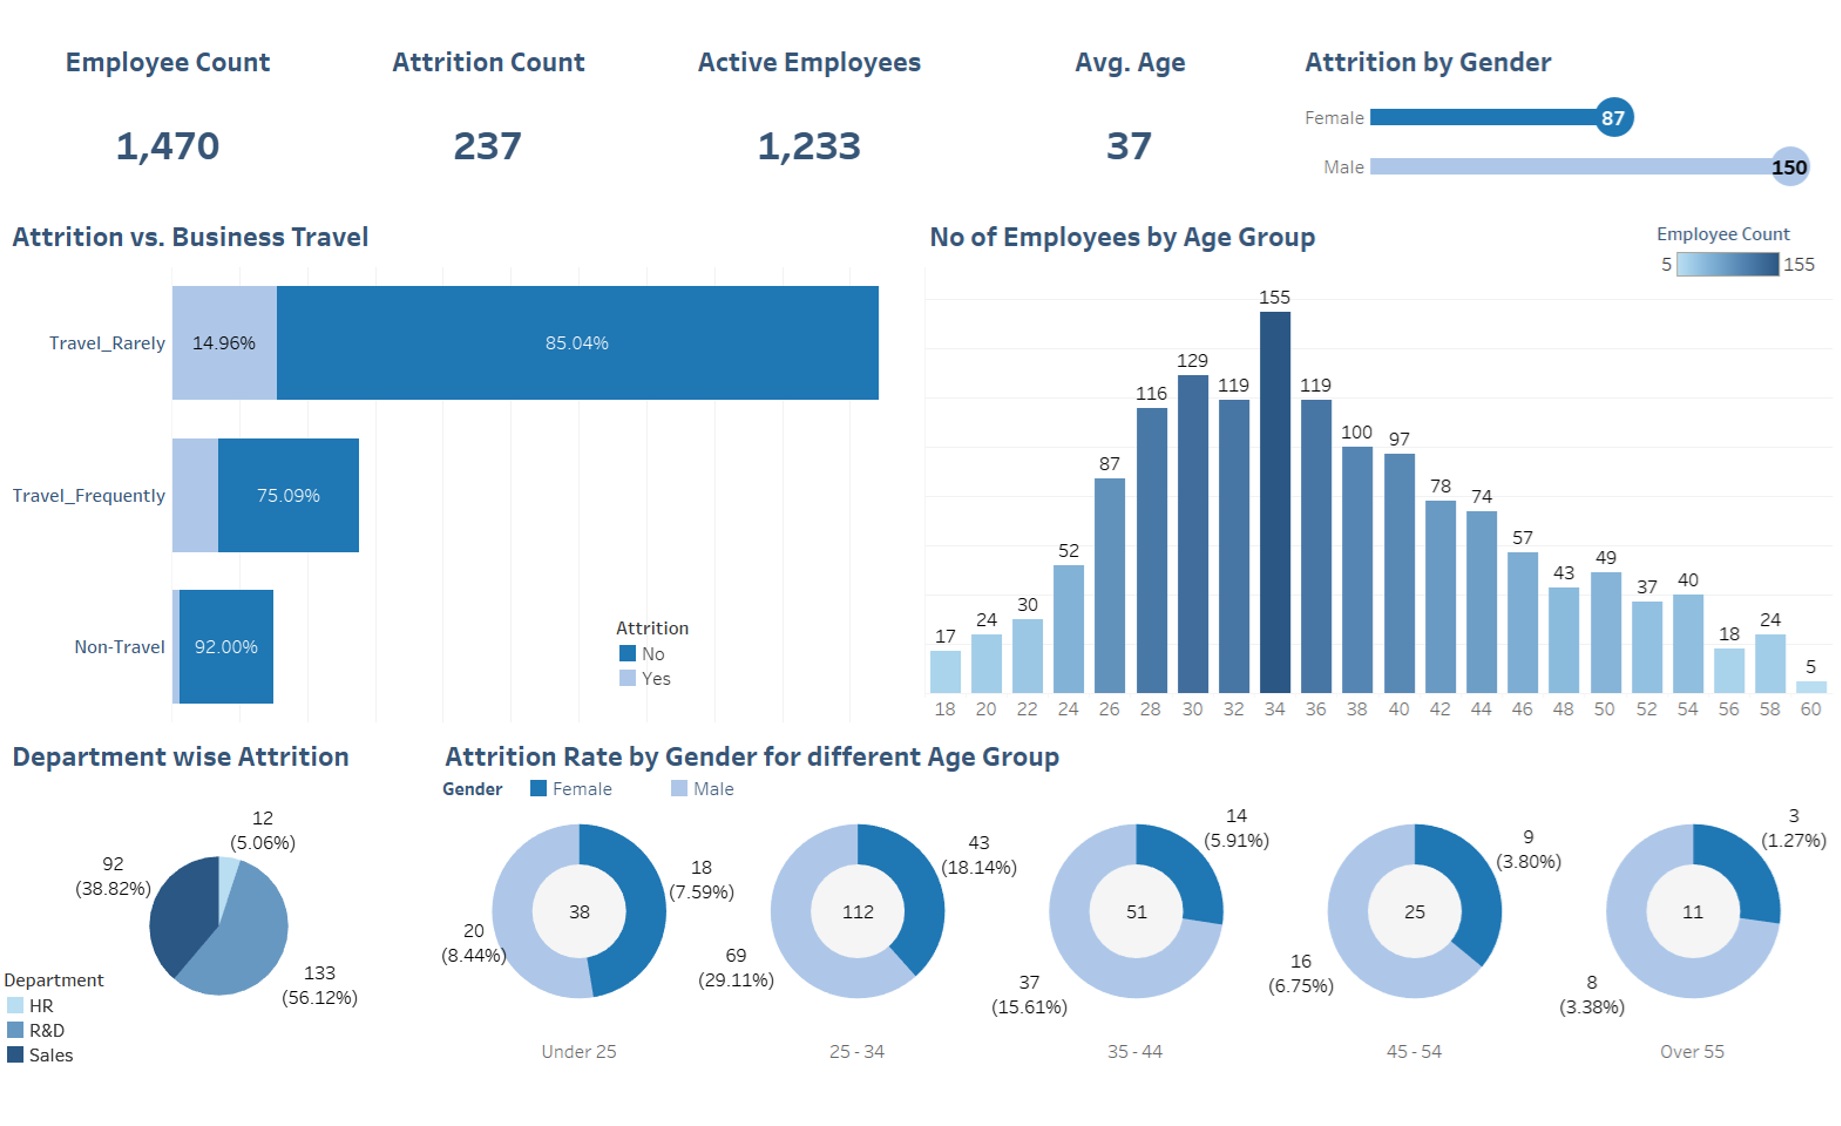 Employee Count
1,470
Attrition Count
237
Active Employees
1,233
Avg. Age
37
Attrition by Gender
Female 87
Male 150
Attrition vs. Business Travel
Travel_Rarely 14.96% 85.04%
Travel_Frequently 75.09%
Non-Travel 92.00%
Attrition
No
Yes
No of Employees by Age Group
Employee Count
5 155
17 24 30 52 87 116 129 119 155 119 100 97 78 74 57 43 49 37 40 18 24 5
18 20 22 24 26 28 30 32 34 36 38 40 42 44 46 48 50 52 54 56 58 60
Department wise Attrition
12
(5.06%)
92
(38.82%)
133
(56.12%)
Department
HR
R&D
Sales
Attrition Rate by Gender for different Age Group
Gender Female Male
18
(7.59%)
38
20
(8.44%)
Under 25
43
(18.14%)
112
69
(29.11%)
25 - 34
14
(5.91%)
51
37
(15.61%)
35 - 44
9
(3.80%)
25
16
(6.75%)
45 - 54
3
(1.27%)
11
8
(3.38%)
Over 55